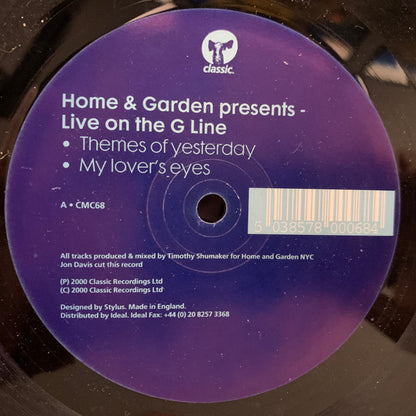 classic.
Home & Garden presents -
Live on the G Line
• Themes of yesterday
• My lover's eyes
A • CMC68
5 038578 000684
All tracks produced & mixed by Timothy Shumaker for Home and Garden NYC
Jon Davis cut this record
(P) 2000 Classic Recordings Ltd
(C) 2000 Classic Recordings Ltd
Designed by Stylus. Made in England.
Distributed by Ideal. Ideal Fax: +44 (0) 20 8257 3368